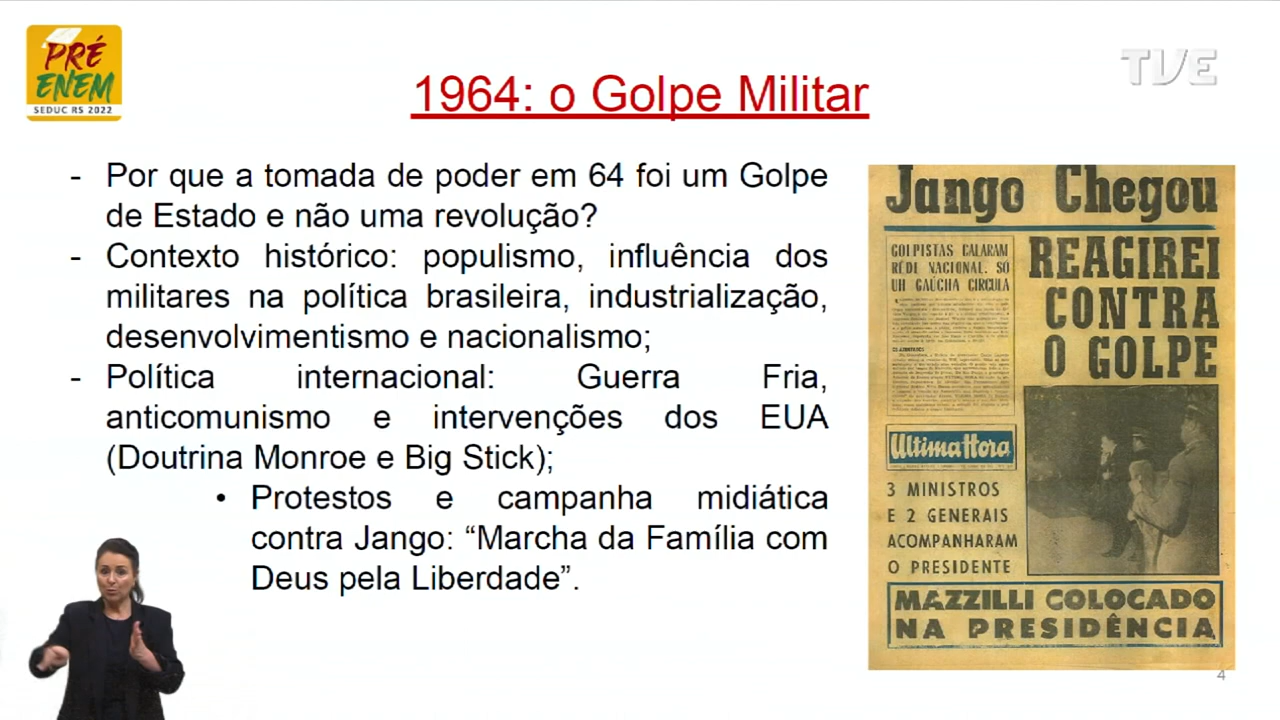 PRÉ
ENEM
SEDUC RS 2022
TVE
1964: o Golpe Militar
- Por que a tomada de poder em 64 foi um Golpe
de Estado e não uma revolução?
- Contexto histórico: populismo, influência dos
militares na política brasileira, industrialização,
desenvolvimentismo e nacionalismo;
- Política internacional: Guerra Fria,
anticomunismo e intervenções dos EUA
(Doutrina Monroe e Big Stick);
• Protestos e campanha midiática
contra Jango: “Marcha da Família com
Deus pela Liberdade”.
Jango Chegou
GOLPISTAS CALARAM
RÊDE NACIONAL. SÓ
UH GAÚCHA CIRCULA
REAGIREI
CONTRA
O GOLPE
Ultima Hora
3 MINISTROS
E 2 GENERAIS
ACOMPANHARAM
O PRESIDENTE
MAZZILLI COLOCADO
NA PRESIDÊNCIA
4